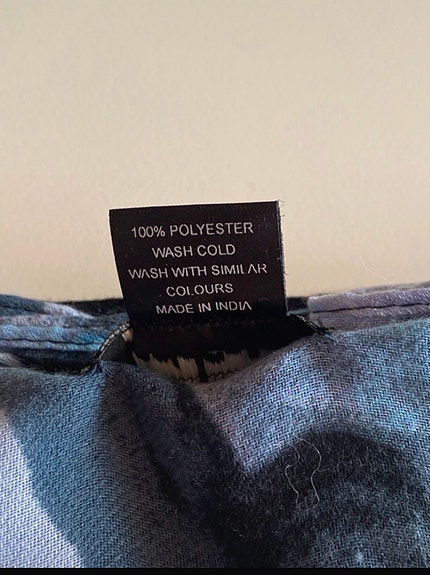 100% POLYESTER
WASH COLD
WASH WITH SIMILAR
COLOURS
MADE IN INDIA